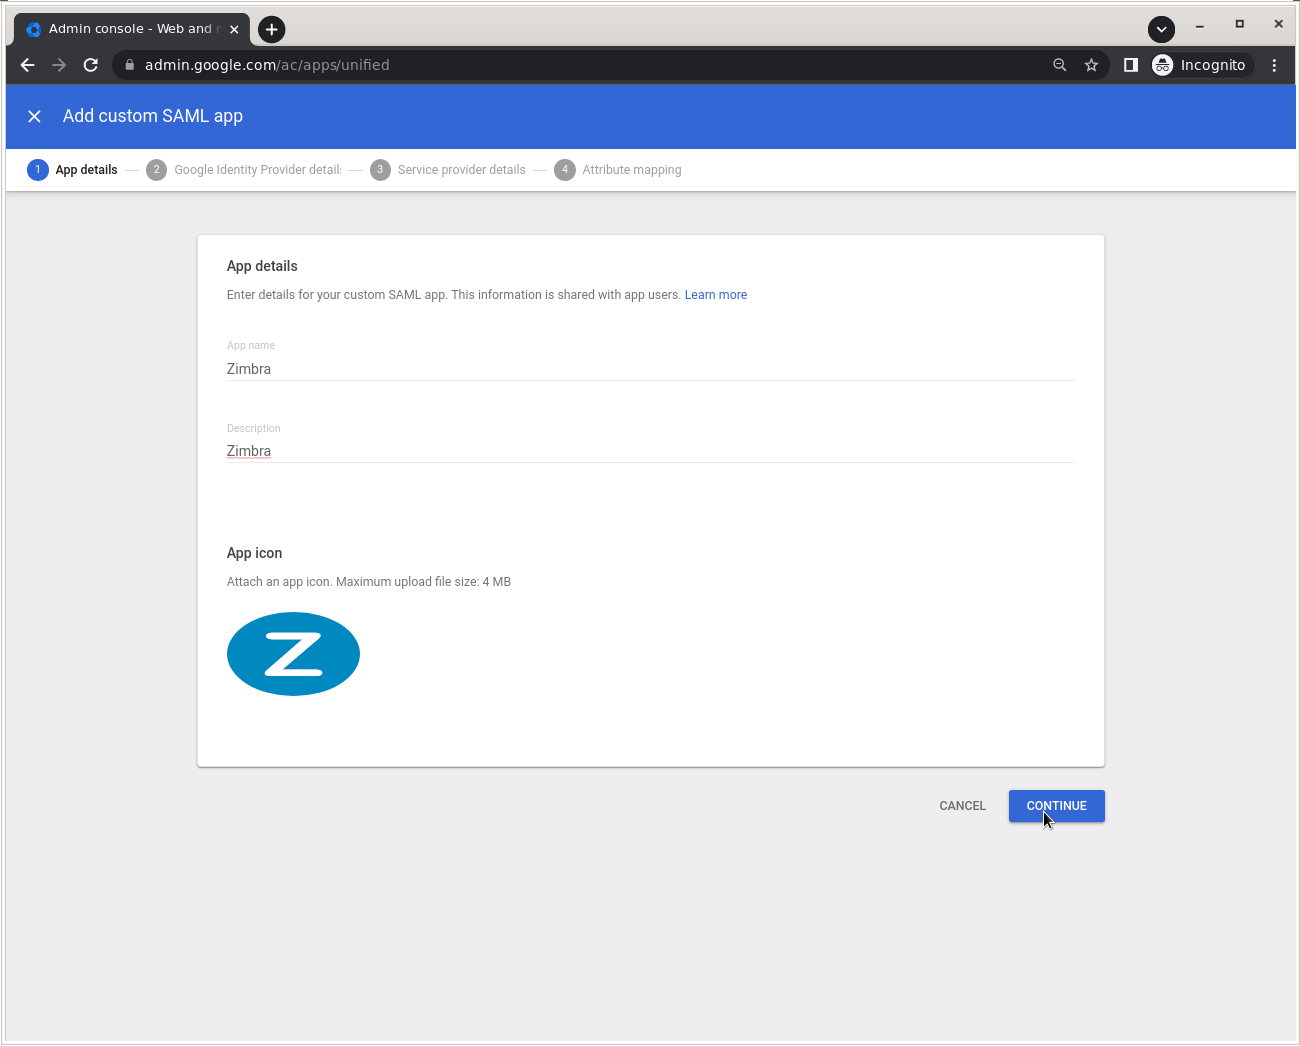 Admin console - Web and
admin.google.com/ac/apps/unified
Incognito
Add custom SAML app
1 App details 2 Google Identity Provider detail 3 Service provider details 4 Attribute mapping
App details
Enter details for your custom SAML app. This information is shared with app users. Learn more
App name
Zimbra
Description
Zimbra
App icon
Attach an app icon. Maximum upload file size: 4 MB
Z
CANCEL CONTINUE